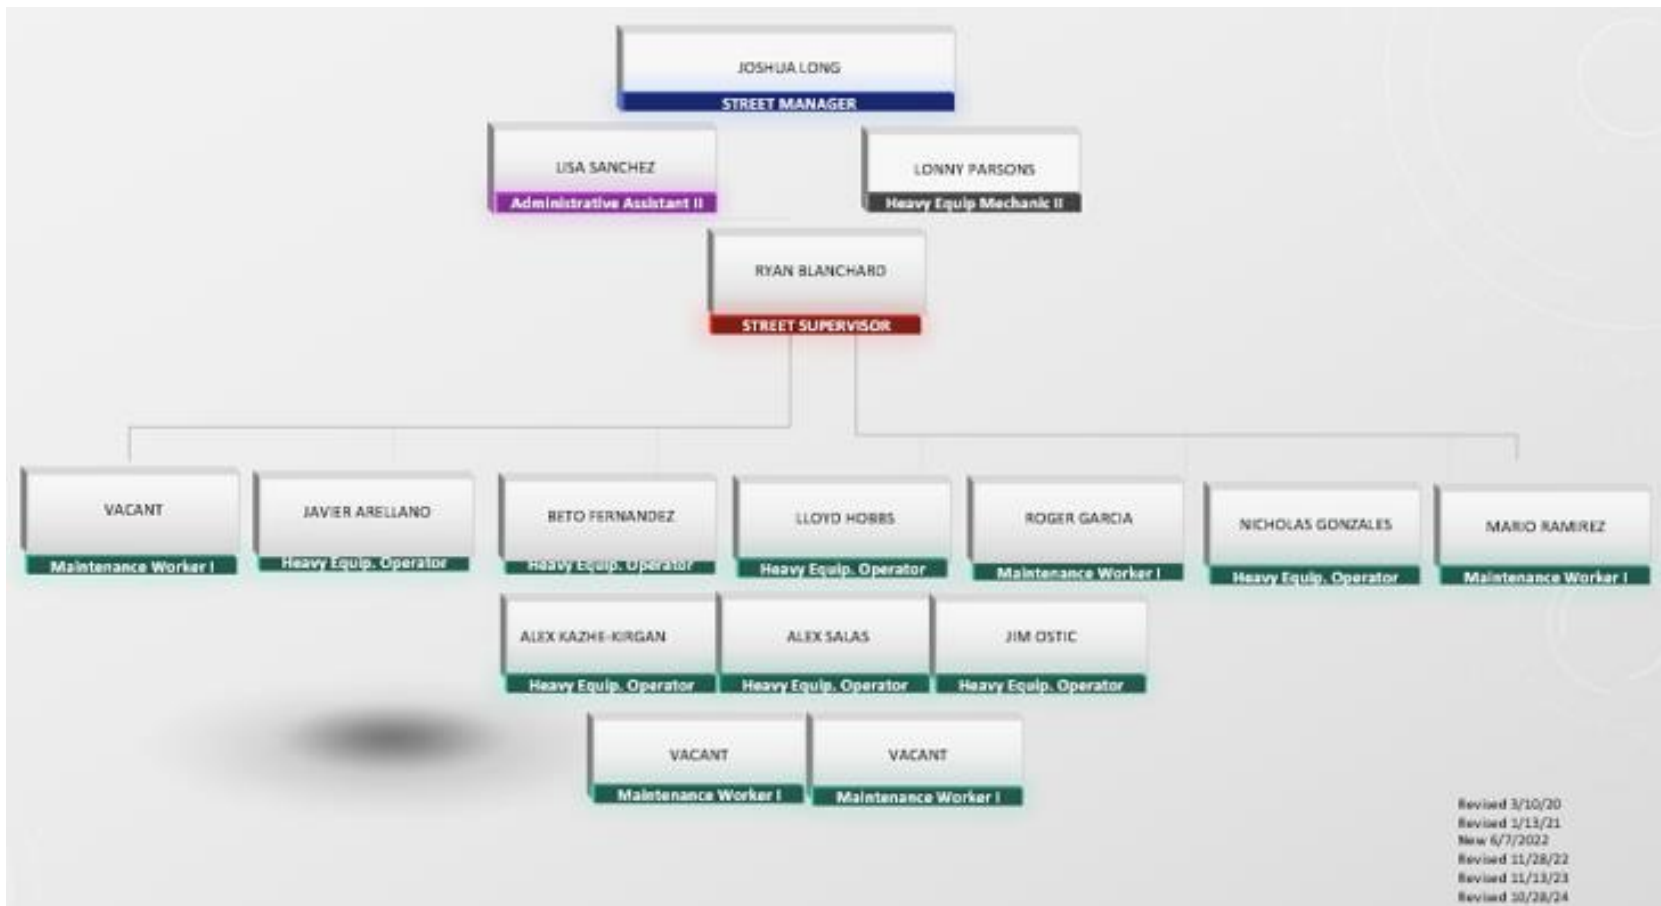 JOSHUA LONG
STREET MANAGER
LISA SANCHEZ
Administrative Assistant II
LONNY PARSONS
Heavy Equip Mechanic II
RYAN BLANCHARD
STREET SUPERVISOR
VACANT
Maintenance Worker I
JAVIER ARELLANO
Heavy Equip. Operator
BETO FERNANDEZ
Heavy Equip. Operator
LLOYD HOBBS
Heavy Equip. Operator
ROGER GARCIA
Maintenance Worker I
NICHOLAS GONZALES
Heavy Equip. Operator
MARIO RAMIREZ
Maintenance Worker I
ALEX KAZHE-KIRGAN
Heavy Equip. Operator
ALEX SALAS
Heavy Equip. Operator
JIM OSTIC
Heavy Equip. Operator
VACANT
Maintenance Worker I
VACANT
Maintenance Worker I
Revised 3/10/20
Revised 1/13/21
New 6/7/2022
Revised 11/28/22
Revised 11/13/23
Revised 10/28/24